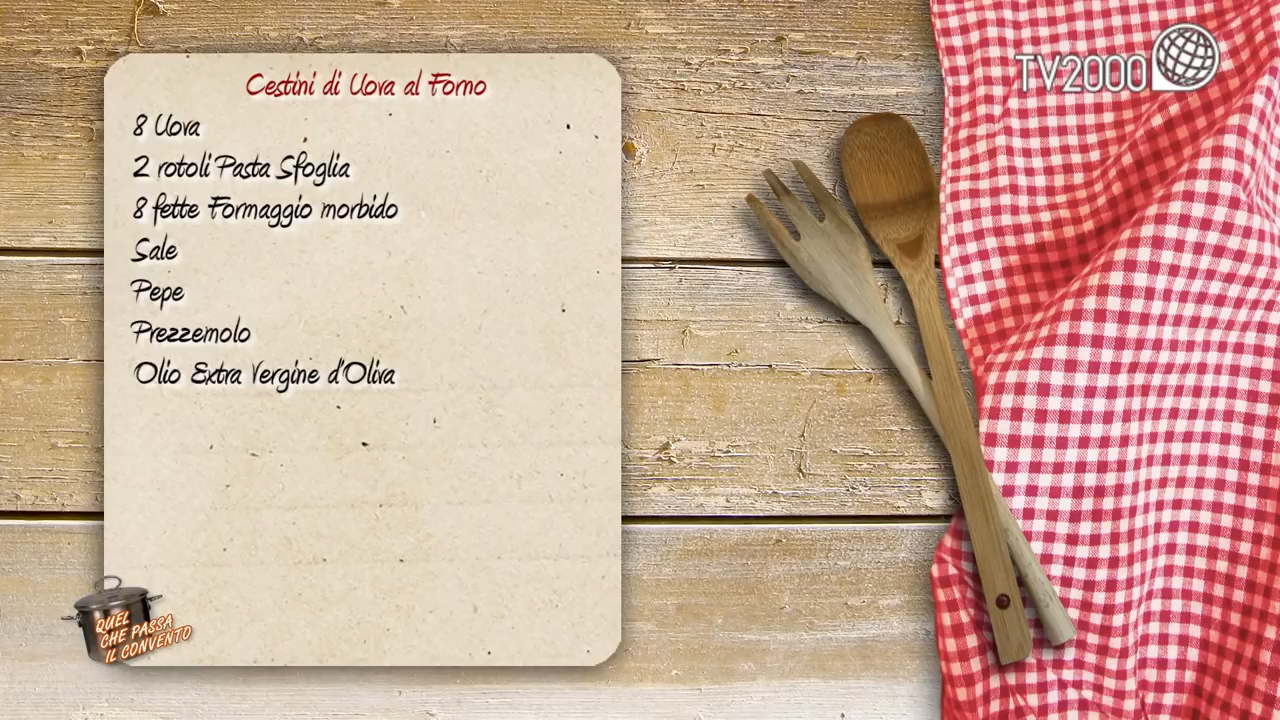 TV2000
Cestini di Uova al Forno
8 Uova
2 rotoli Pasta Sfoglia
8 fette Formaggio morbido
Sale
Pepe
Prezzemolo
Olio Extra Vergine d'Oliva
QUEL
CHE PASSA
IL CONVENTO